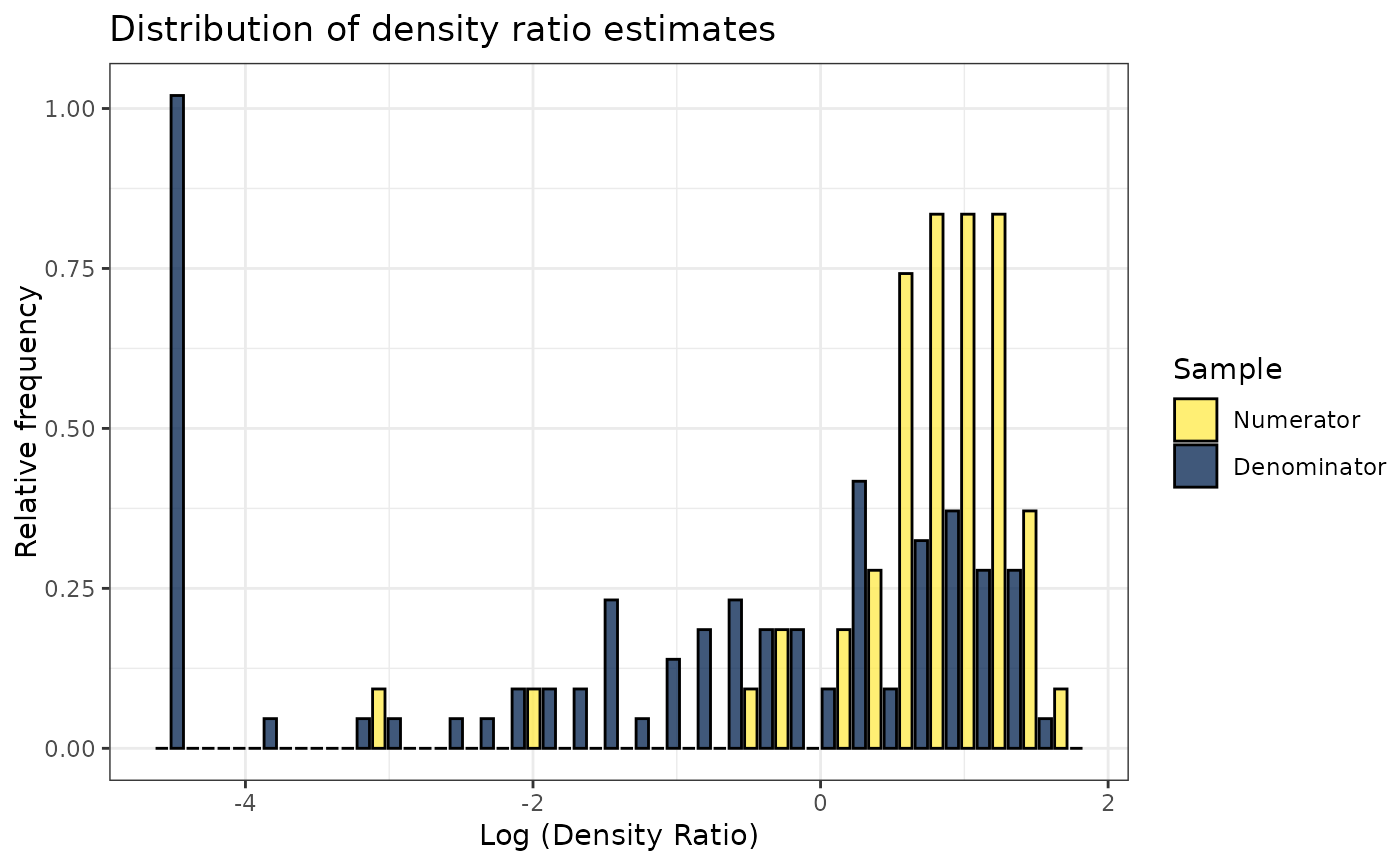 Distribution of density ratio estimates
1.00
0.75
0.50
0.25
0.00
Relative frequency
-4
-2
0
2
Log (Density Ratio)
Sample
Numerator
Denominator